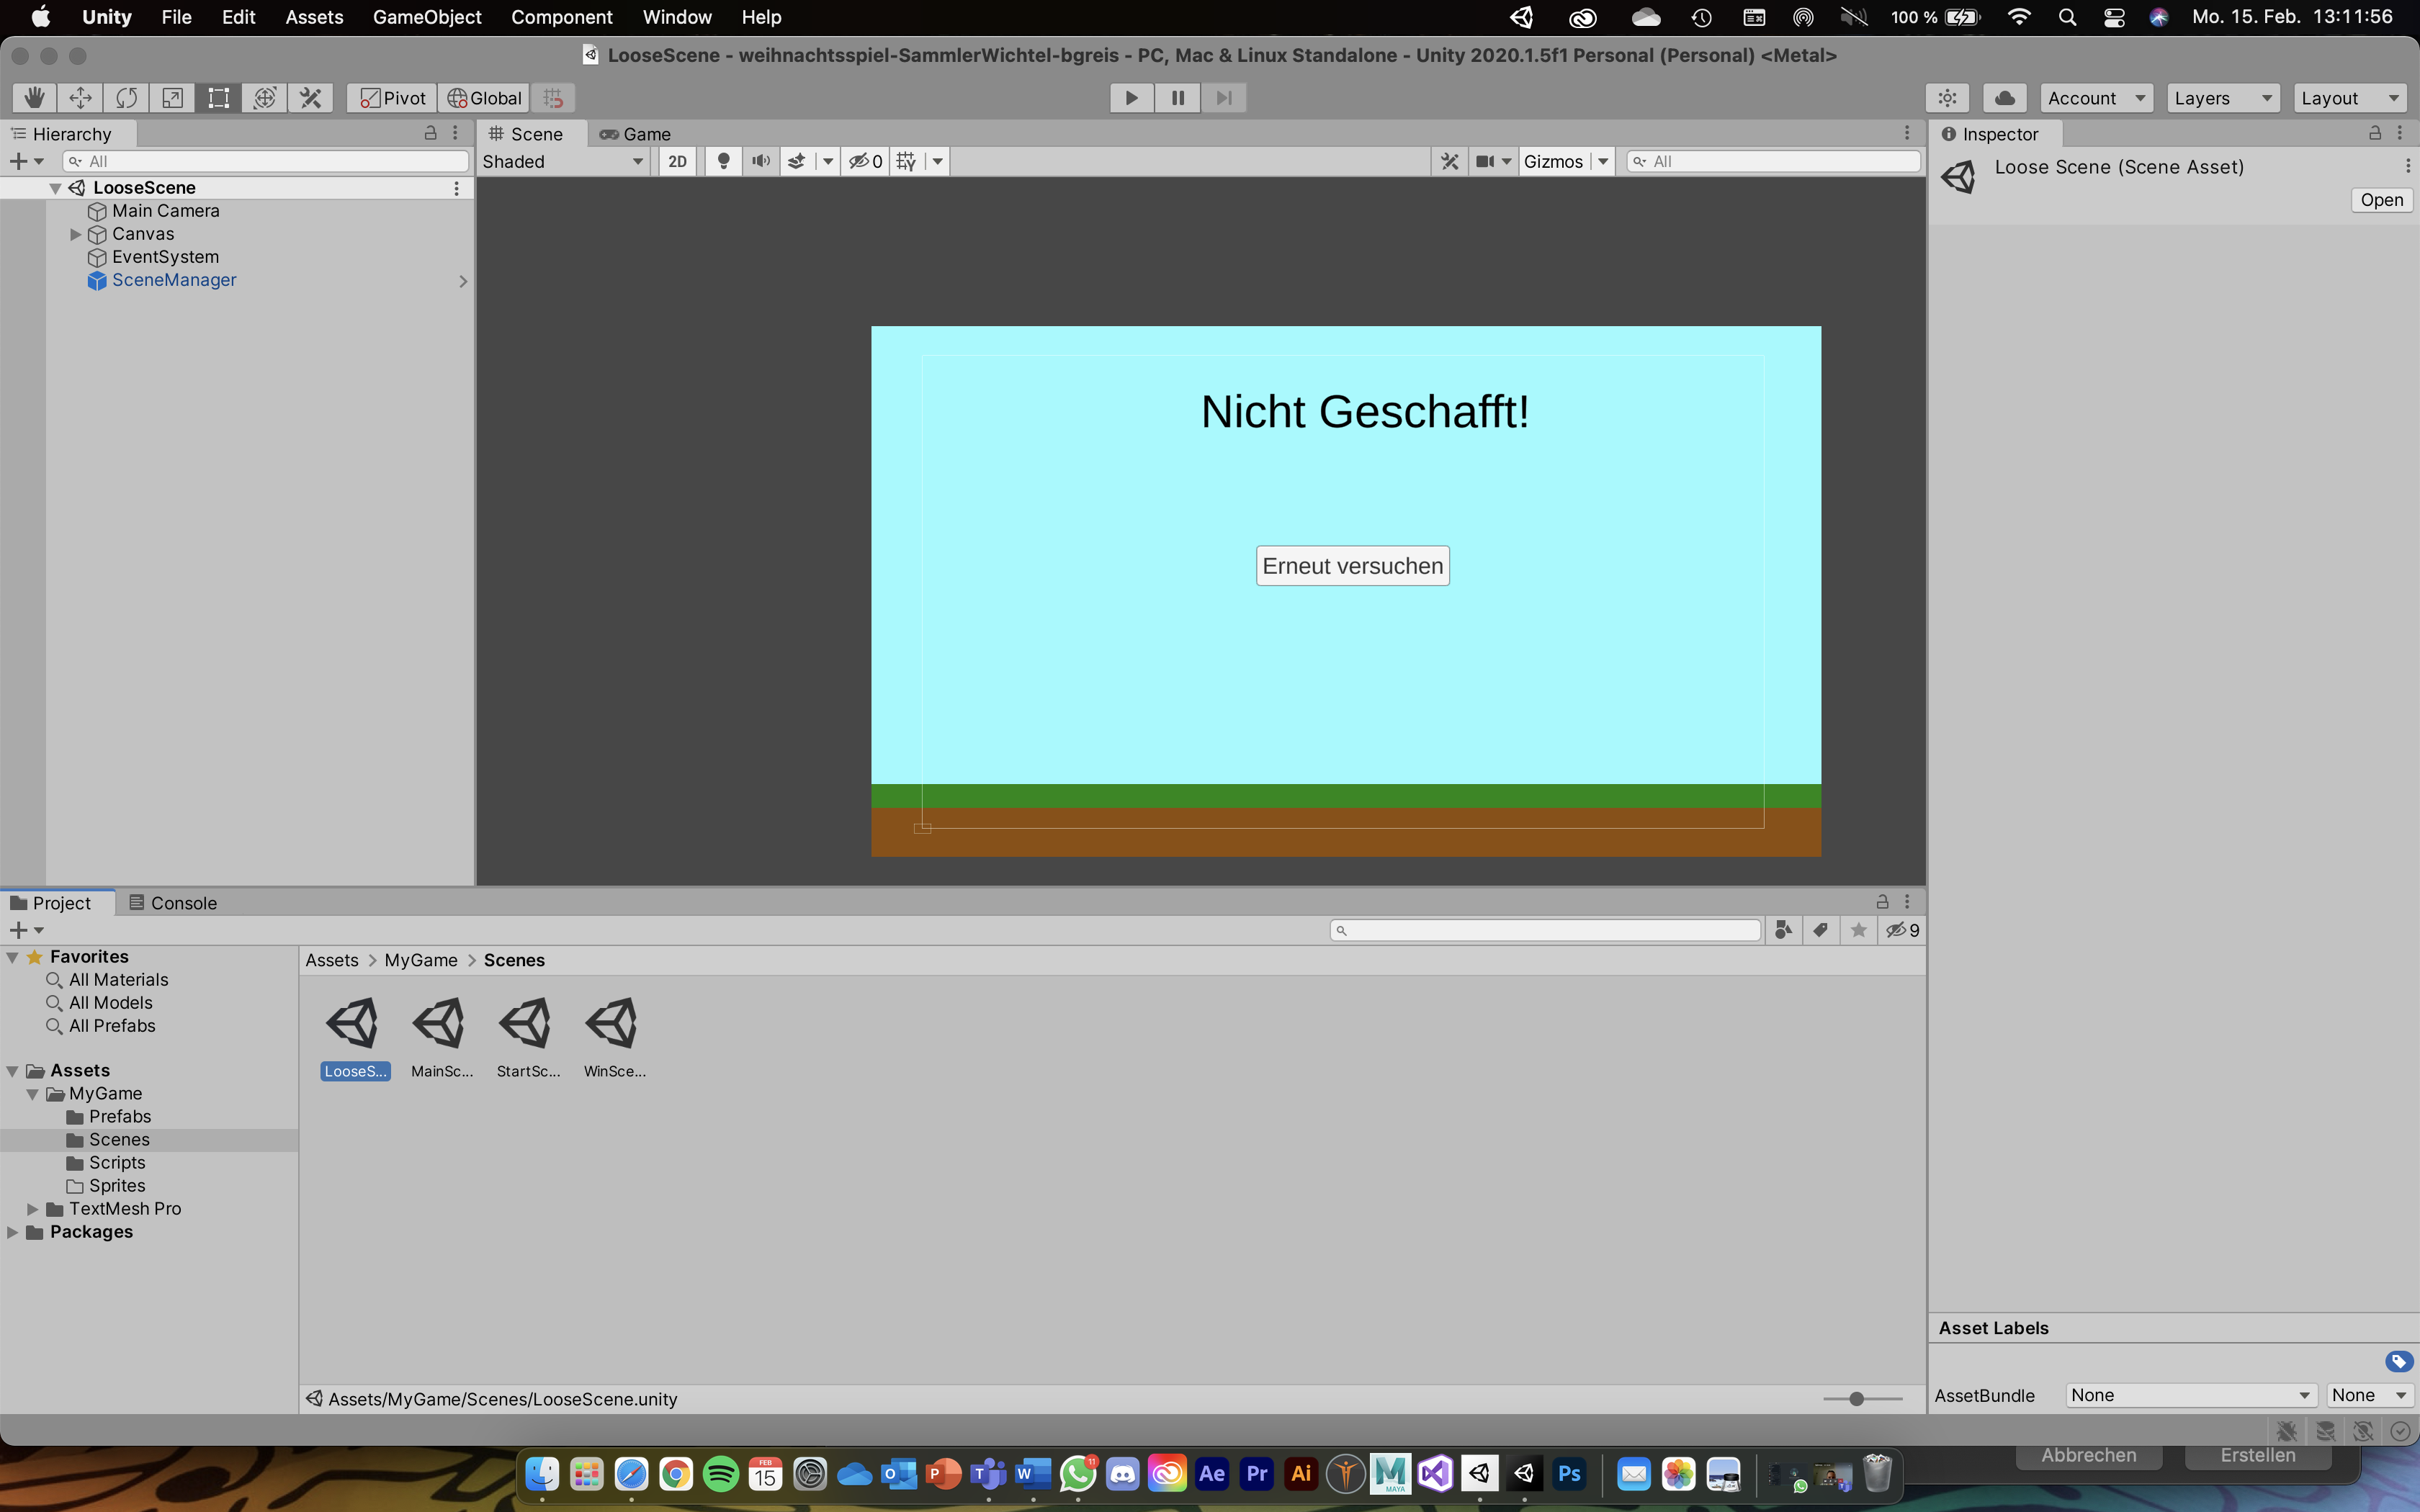 Unity File Edit Assets GameObject Component Window Help 100 % Mo. 15. Feb. 13:11:56
LooseScene - weihnachtsspiel-SammlerWichtel-bgreis - PC, Mac & Linux Standalone - Unity 2020.1.5f1 Personal (Personal) <Metal>
Pivot Global Account Layers Layout
Hierarchy
All
LooseScene
Main Camera
Canvas
EventSystem
SceneManager
Scene Game
Shaded 2D 0 Gizmos All
Nicht Geschafft!
Erneut versuchen
Inspector
Loose Scene (Scene Asset)
Open
Project Console
9
Favorites
All Materials
All Models
All Prefabs
Assets
MyGame
Prefabs
Scenes
Scripts
Sprites
TextMesh Pro
Packages
Assets > MyGame > Scenes
LooseS... MainSc... StartSc... WinSce...
Assets/MyGame/Scenes/LooseScene.unity
Asset Labels
AssetBundle None None
Abbrechen Erstellen
FEB
15
O P T W 11 Ae Pr Ai M MAYA Ps